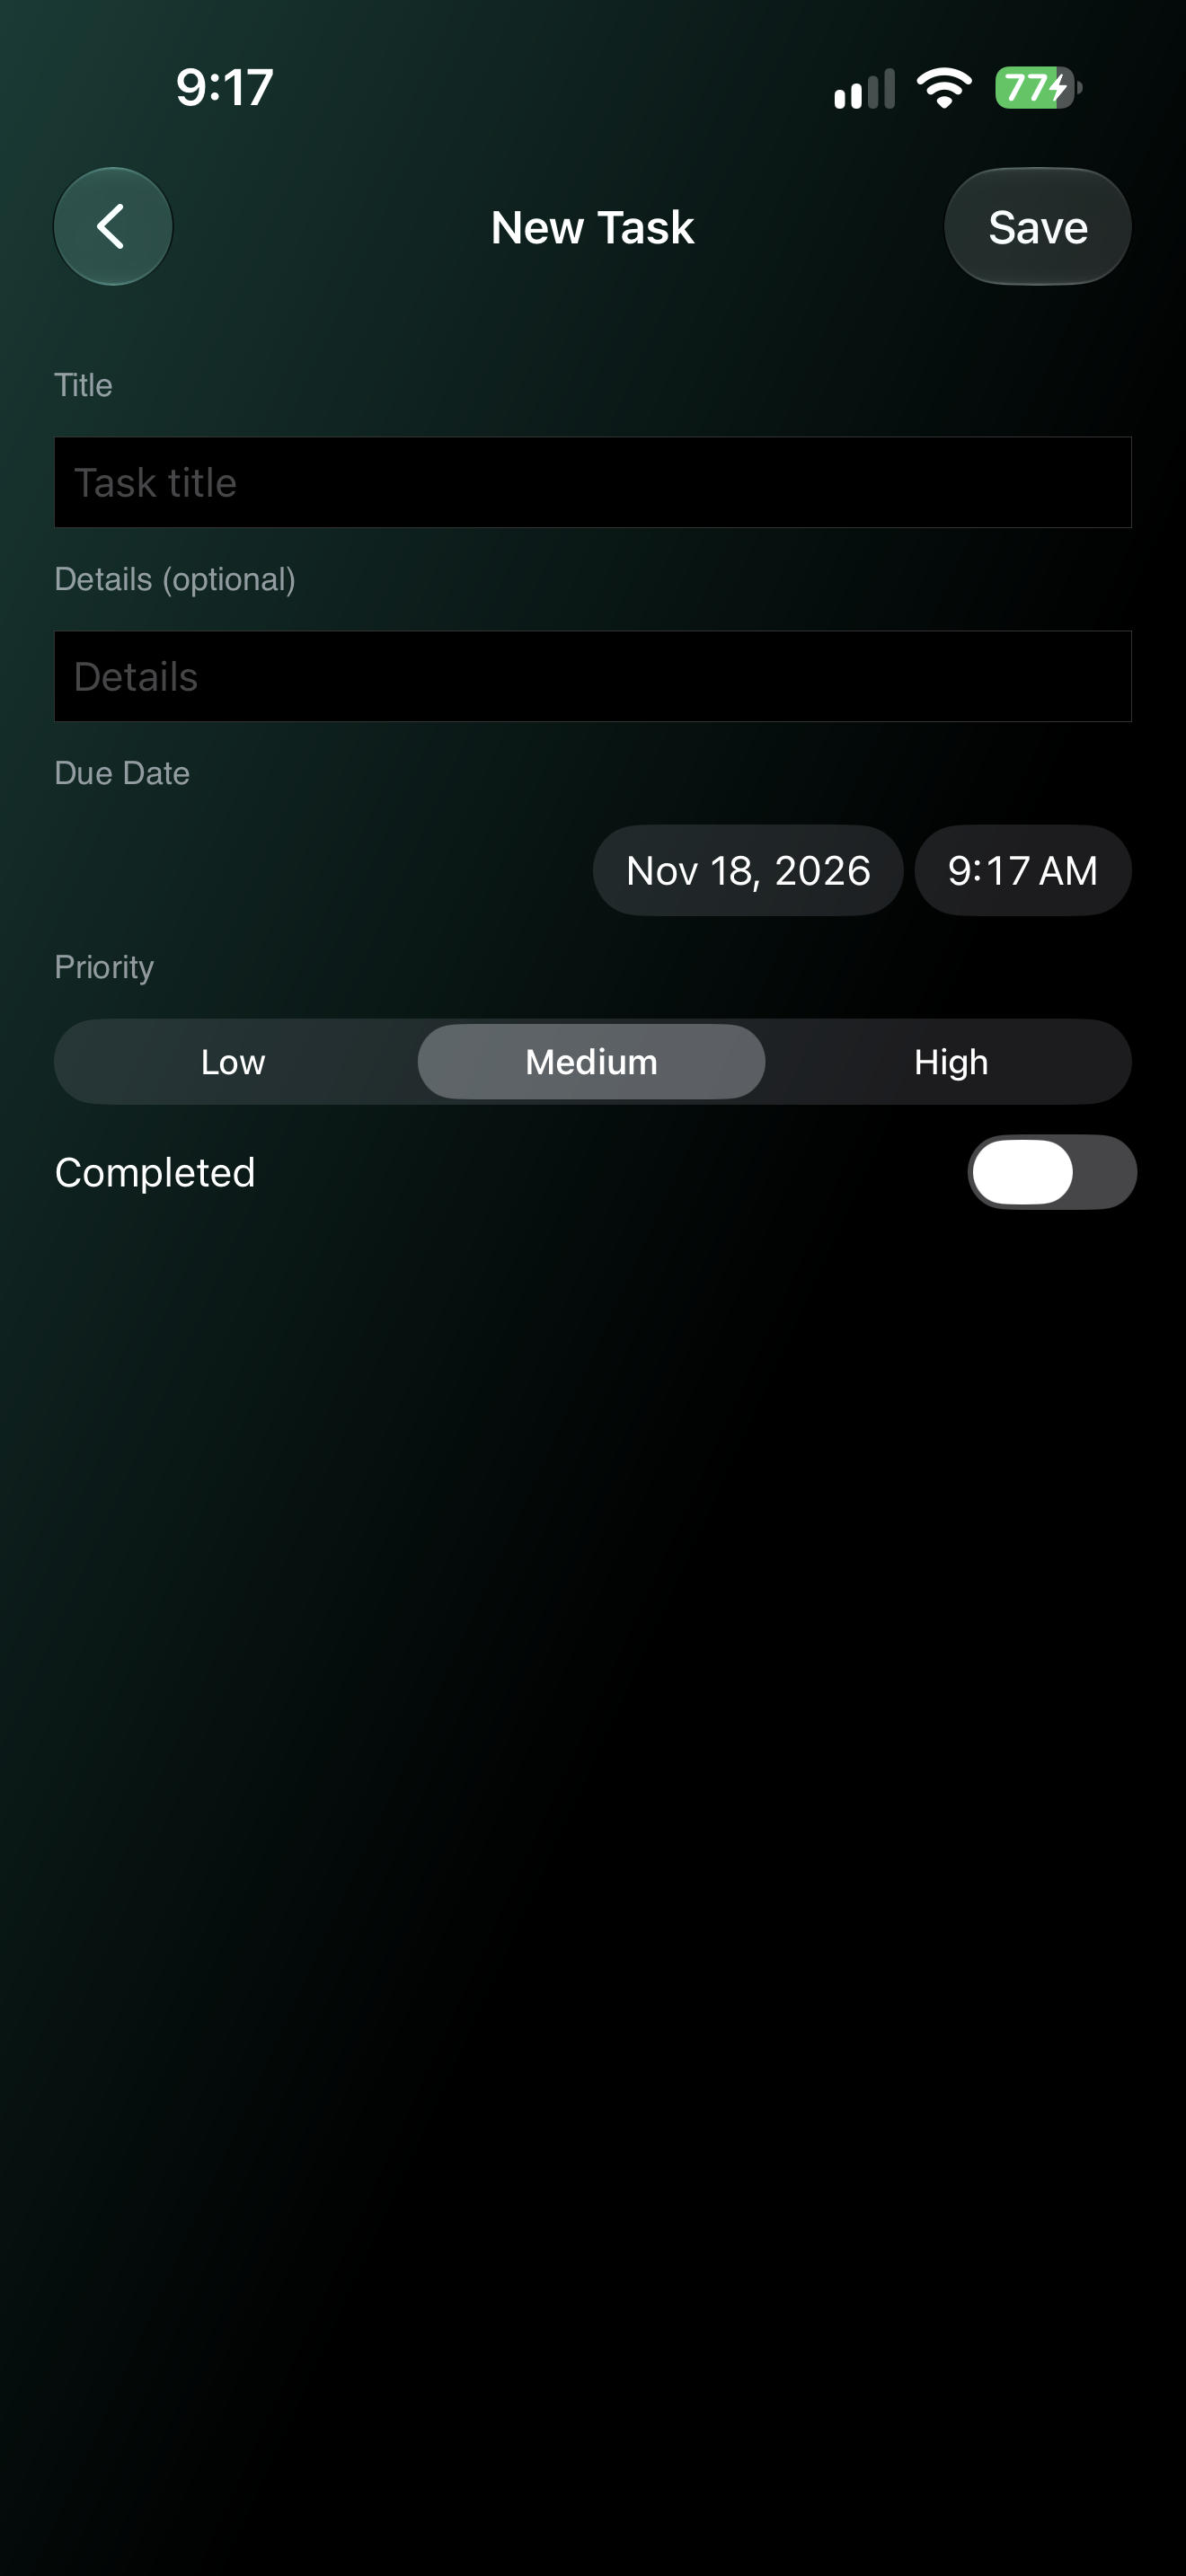 9:17
77
New Task
Save
Title
Task title
Details (optional)
Details
Due Date
Nov 18, 2026 9:17 AM
Priority
Low Medium High
Completed